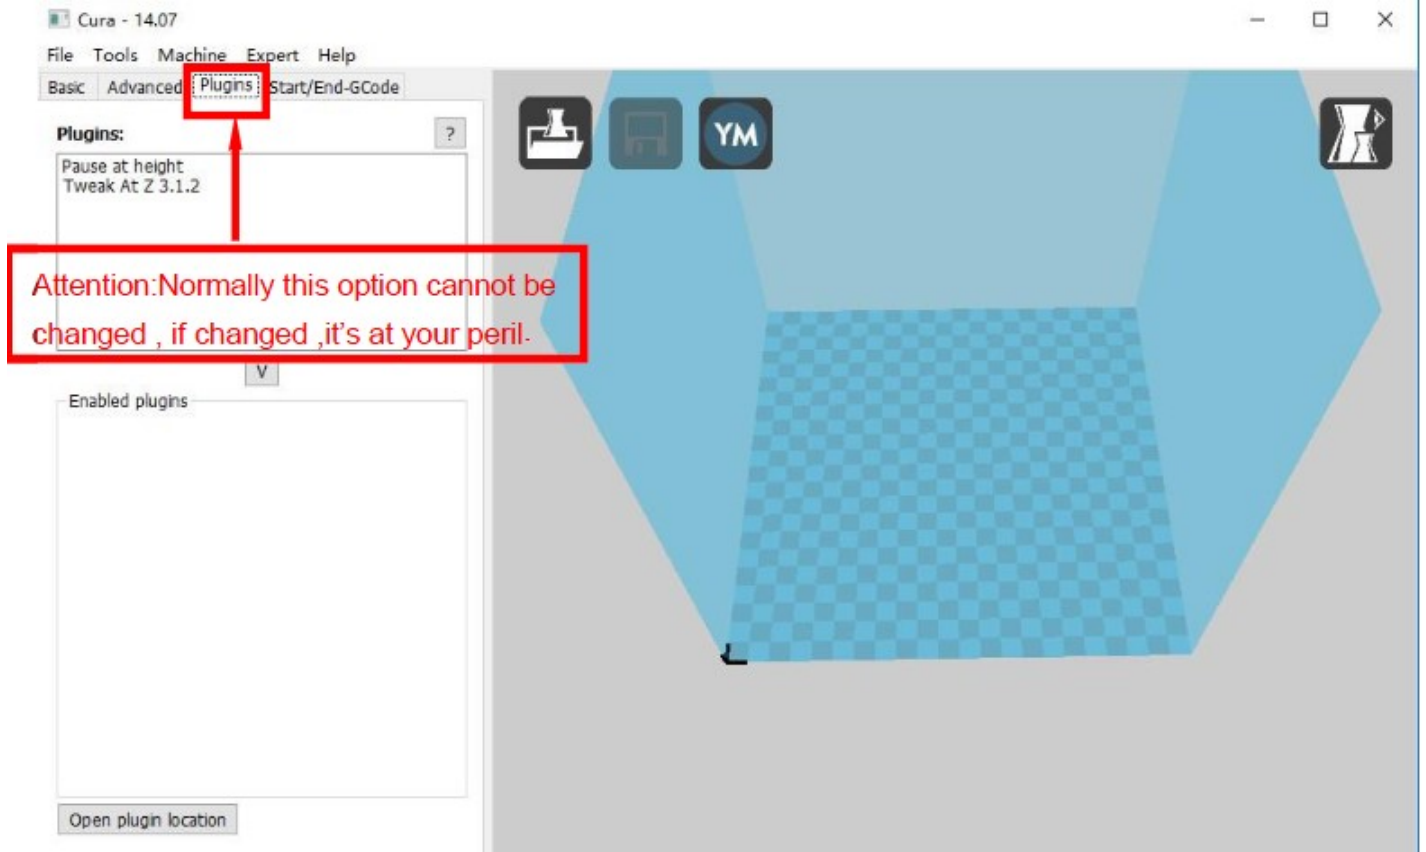 Cura - 14.07
File Tools Machine Expert Help
Basic Advanced Plugins Start/End-GCode
Plugins: ?
Pause at height
Tweak At Z 3.1.2
YM
Attention:Normally this option cannot be
changed , if changed ,it's at your peril.
V
Enabled plugins
Open plugin location